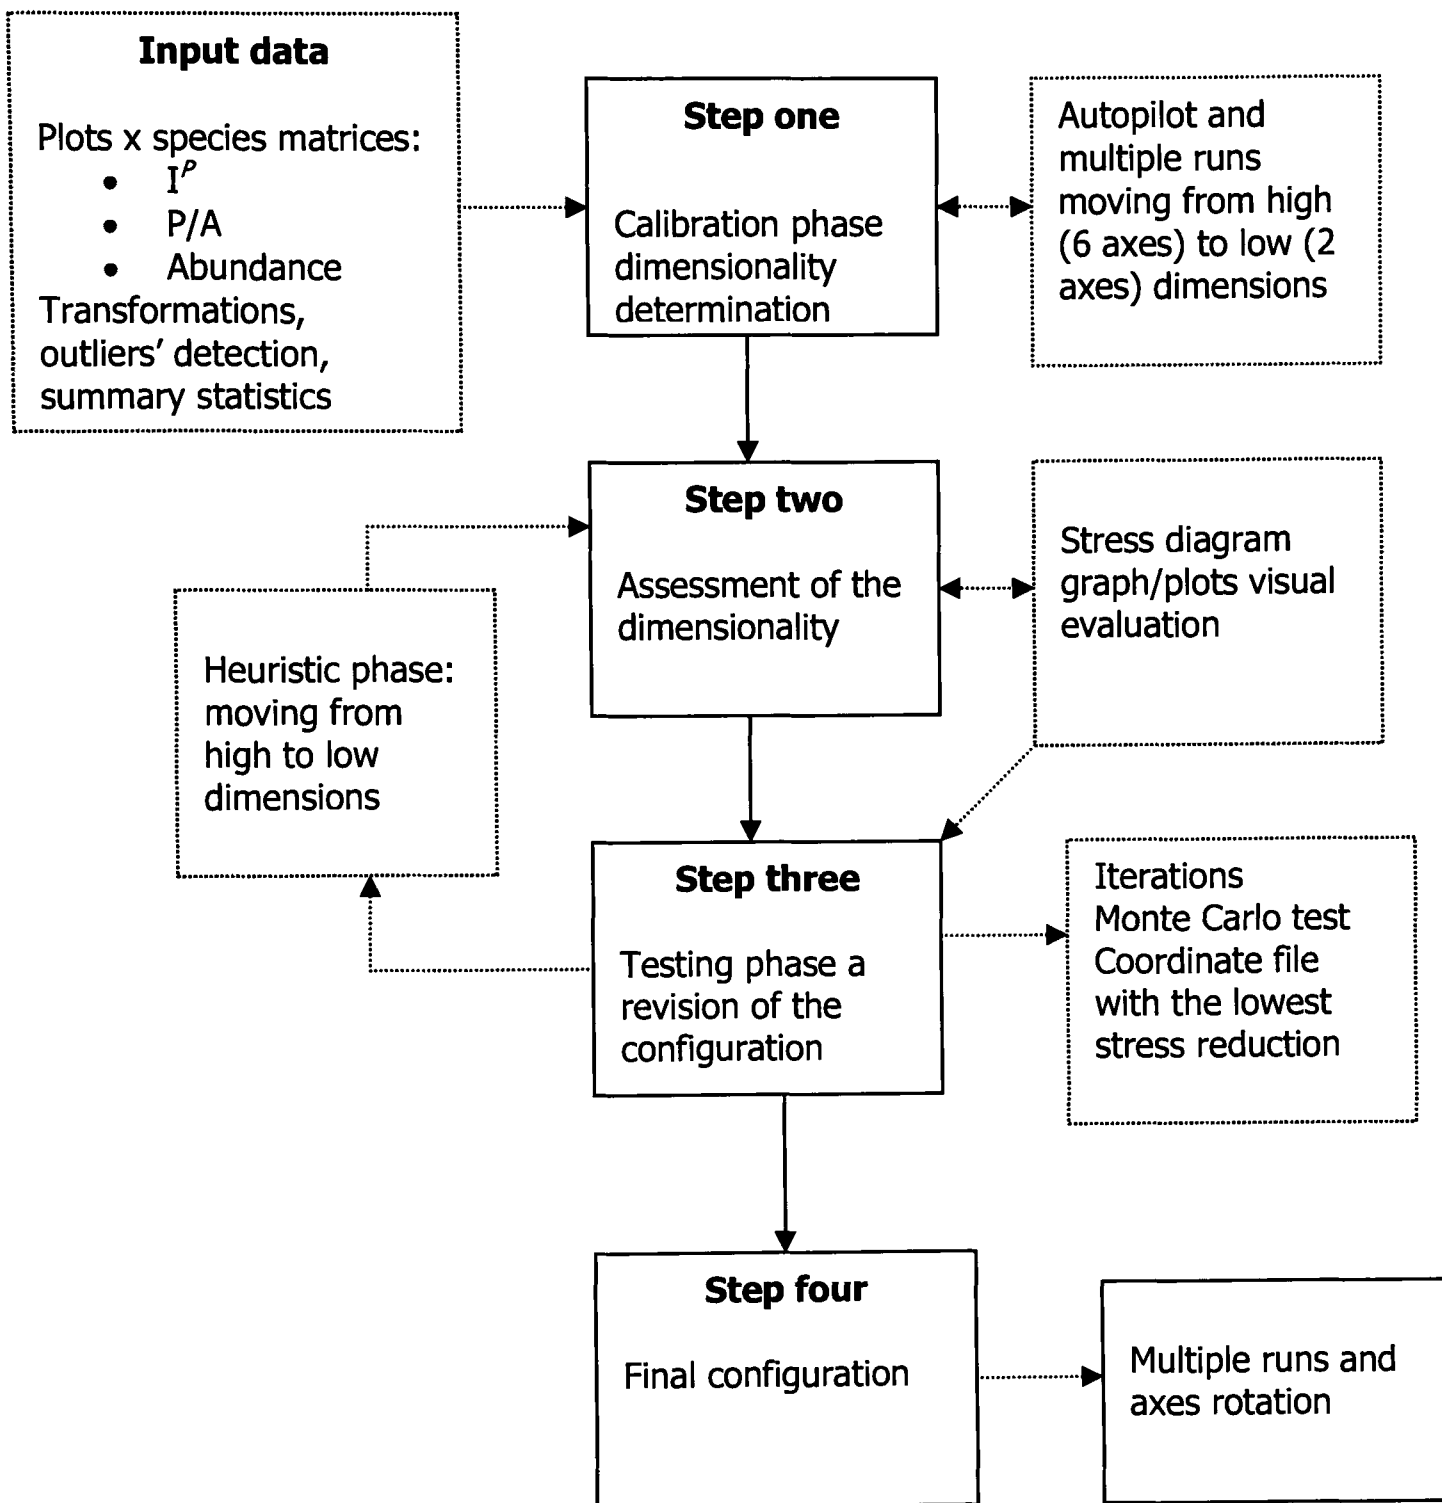 Input data
Plots x species matrices:
• Iᴾ
• P/A
• Abundance
Transformations,
outliers’ detection,
summary statistics
Step one
Calibration phase
dimensionality
determination
Autopilot and
multiple runs
moving from high
(6 axes) to low (2
axes) dimensions
Step two
Assessment of the
dimensionality
Stress diagram
graph/plots visual
evaluation
Heuristic phase:
moving from
high to low
dimensions
Step three
Testing phase a
revision of the
configuration
Iterations
Monte Carlo test
Coordinate file
with the lowest
stress reduction
Step four
Final configuration
Multiple runs and
axes rotation